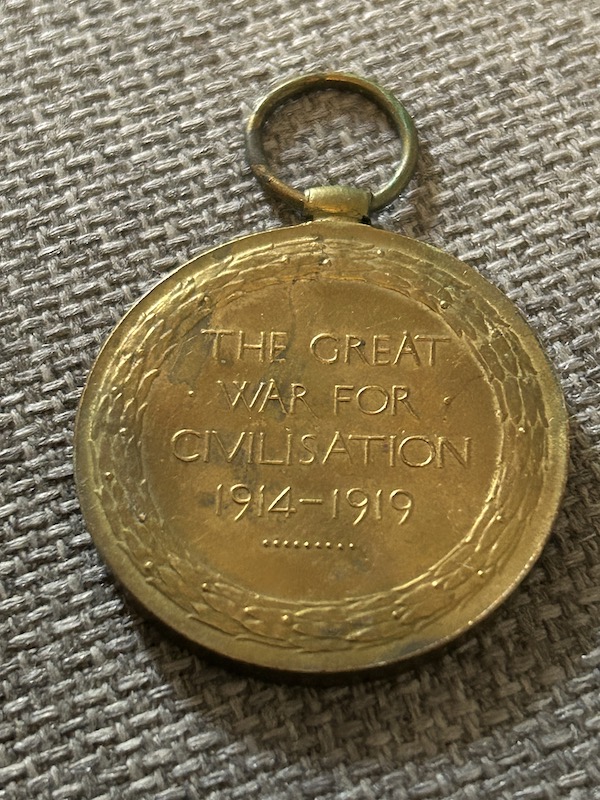 THE GREAT
WAR FOR
CIVILISATION
1914-1919